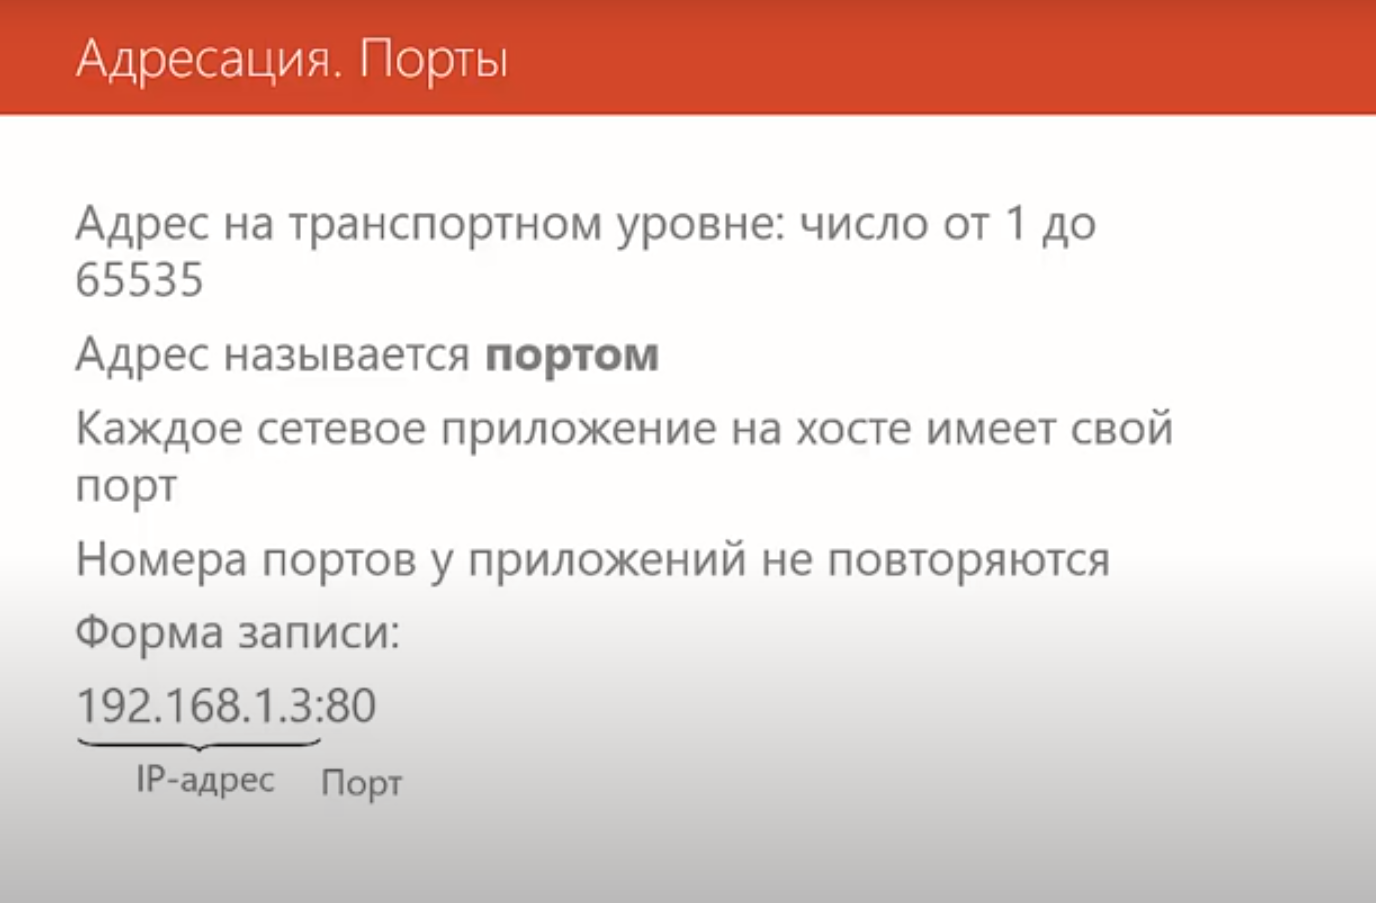 Адресация. Порты
Адрес на транспортном уровне: число от 1 до
65535
Адрес называется портом
Каждое сетевое приложение на хосте имеет свой
порт
Номера портов у приложений не повторяются
Форма записи:
192.168.1.3:80
IP-адрес Порт